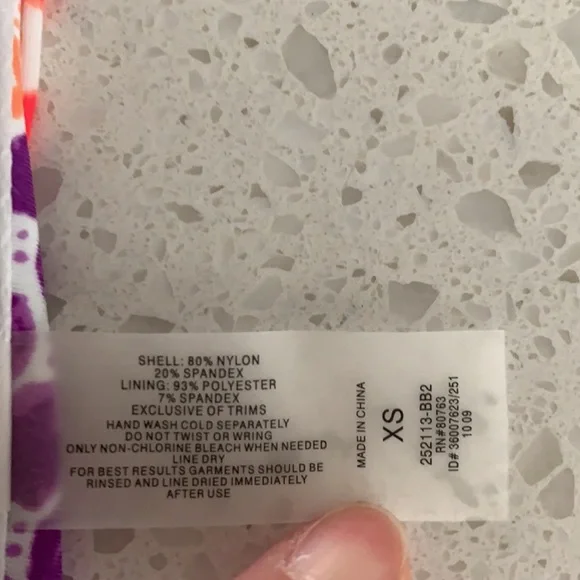 SHELL: 80% NYLON
20% SPANDEX
LINING: 93% POLYESTER
7% SPANDEX
EXCLUSIVE OF TRIMS
HAND WASH COLD SEPARATELY
DO NOT TWIST OR WRING
ONLY NON-CHLORINE BLEACH WHEN NEEDED
LINE DRY
FOR BEST RESULTS GARMENTS SHOULD BE
RINSED AND LINE DRIED IMMEDIATELY
AFTER USE
MADE IN CHINA
XS
252113-BB2
RN#80763
ID# 36007623/251
10 09